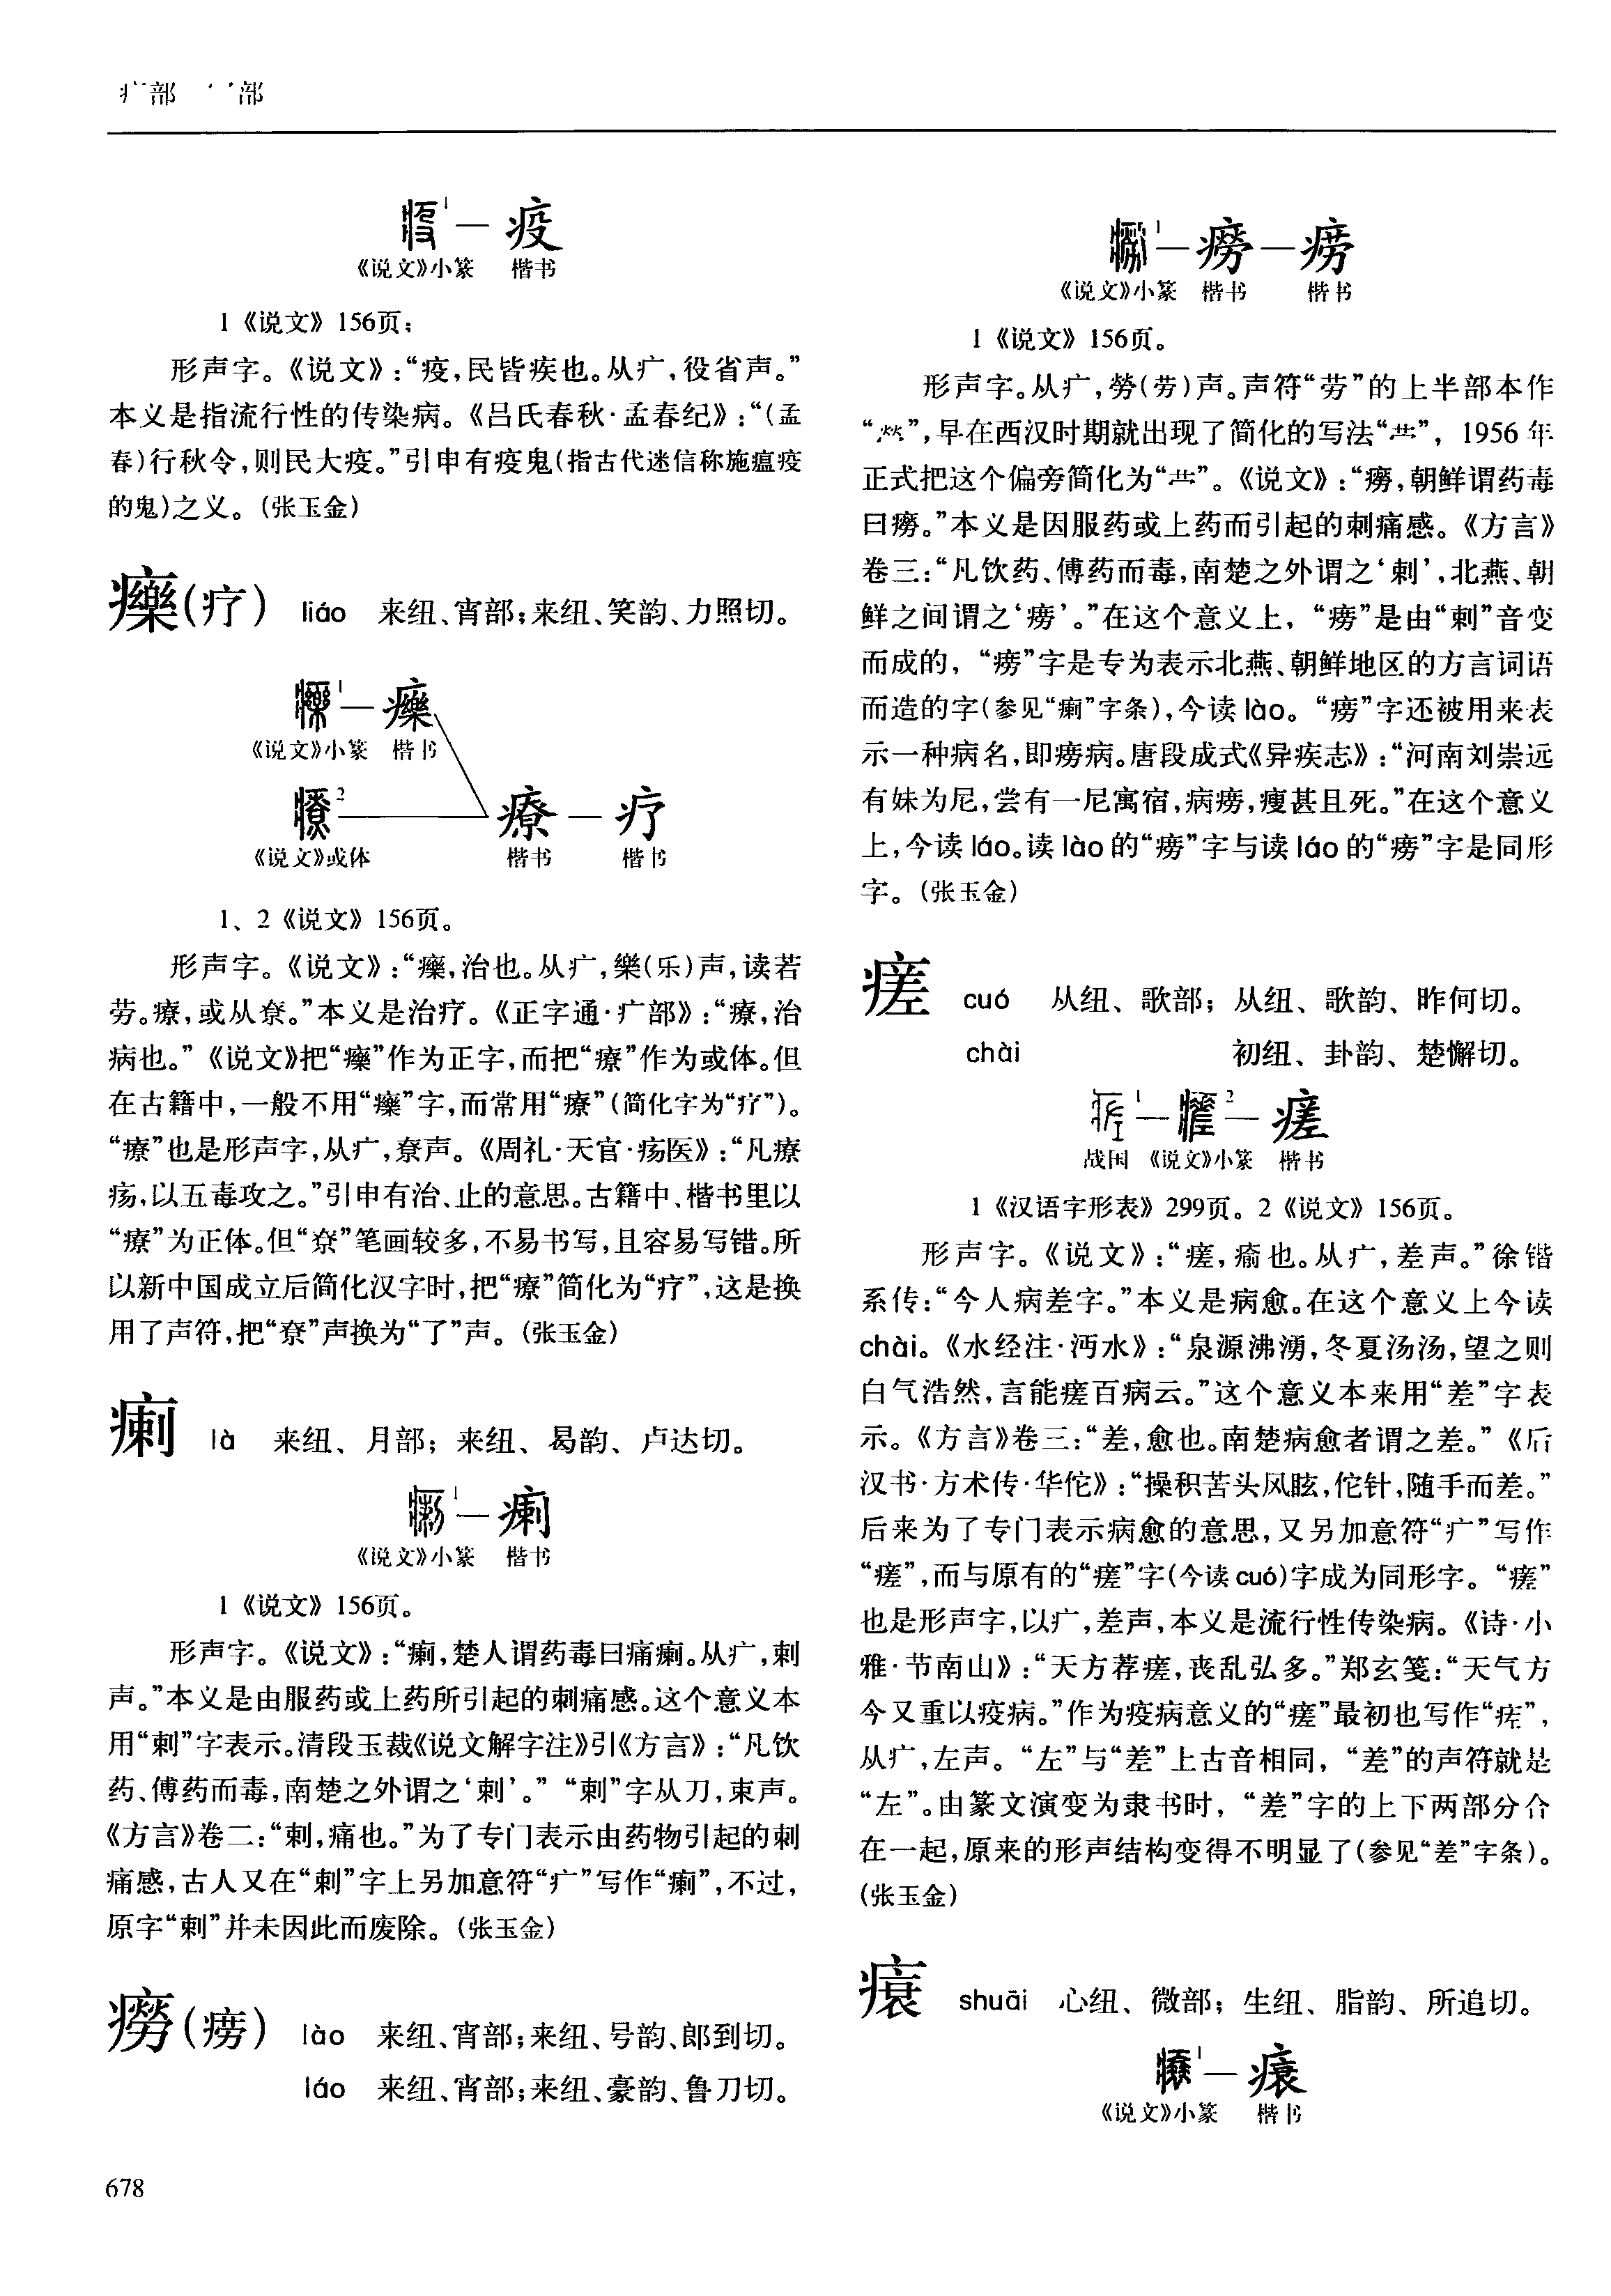 疒部 冖部
疫
《说文》小篆 楷书
1《说文》156页;
形声字。《说文》:“疫,民皆疾也。从疒,役省声。”
本义是指流行性的传染病。《吕氏春秋·孟春纪》:“(孟
春)行秋令,则民大疫。”引申有疫鬼(指古代迷信称施瘟疫
的鬼)之义。(张玉金)
𤻲(疗) liáo 来纽、宵部;来纽、笑韵、力照切。
1—𤻲
《说文》小篆 楷书
2—療—疗
《说文》或体 楷书 楷书
1、2《说文》156页。
形声字。《说文》:“𤻲,治也。从疒,樂(乐)声,读若
劳。療,或从尞。”本义是治疗。《正字通·疒部》:“療,治
病也。”《说文》把“𤻲”作为正字,而把“療”作为或体。但
在古籍中,一般不用“𤻲”字,而常用“療”(简化字为“疗”)。
“療”也是形声字,从疒,尞声。《周礼·天官·疡医》:“凡療
疡,以五毒攻之。”引申有治、止的意思。古籍中、楷书里以
“療”为正体。但“尞”笔画较多,不易书写,且容易写错。所
以新中国成立后简化汉字时,把“療”简化为“疗”,这是换
用了声符,把“尞”声换为“了”声。(张玉金)
瘌 là 来纽、月部;来纽、曷韵、卢达切。
1—瘌
《说文》小篆 楷书
1《说文》156页。
形声字。《说文》:“瘌,楚人谓药毒曰痛瘌。从疒,剌
声。”本义是由服药或上药所引起的刺痛感。这个意义本
用“剌”字表示。清段玉裁《说文解字注》引《方言》:“凡饮
药、傅药而毒,南楚之外谓之‘剌’。”“剌”字从刀,束声。
《方言》卷二:“剌,痛也。”为了专门表示由药物引起的刺
痛感,古人又在“剌”字上另加意符“疒”写作“瘌”,不过,
原字“剌”并未因此而废除。(张玉金)
癆(痨) lào 来纽、宵部;来纽、号韵、郎到切。
láo 来纽、宵部;来纽、豪韵、鲁刀切。
678
1—癆—痨
《说文》小篆 楷书 楷书
1《说文》156页。
形声字。从疒,勞(劳)声。声符“劳”的上半部本作
“𤇾”,早在西汉时期就出现了简化的写法“龷”,1956年
正式把这个偏旁简化为“龷”。《说文》:“癆,朝鲜谓药毒
曰癆。”本义是因服药或上药而引起的刺痛感。《方言》
卷三:“凡饮药、傅药而毒,南楚之外谓之‘剌’,北燕、朝
鲜之间谓之‘痨’。”在这个意义上,“痨”是由“剌”音变
而成的,“痨”字是专为表示北燕、朝鲜地区的方言词语
而造的字(参见“瘌”字条),今读lào。“痨”字还被用来表
示一种病名,即痨病。唐段成式《异疾志》:“河南刘崇远
有妹为尼,尝有一尼寓宿,病痨,瘦甚且死。”在这个意义
上,今读láo。读lào的“痨”字与读láo的“痨”字是同形
字。(张玉金)
瘥 cuó 从纽、歌部;从纽、歌韵、昨何切。
chài 初纽、卦韵、楚懈切。
1—2—瘥
战国 《说文》小篆 楷书
1《汉语字形表》299页。2《说文》156页。
形声字。《说文》:“瘥,瘉也。从疒,差声。”徐锴
系传:“今人病差字。”本义是病愈。在这个意义上今读
chài。《水经注·沔水》:“泉源沸湧,冬夏汤汤,望之则
白气浩然,言能瘥百病云。”这个意义本来用“差”字表
示。《方言》卷三:“差,愈也。南楚病愈者谓之差。”《后
汉书·方术传·华佗》:“操积苦头风眩,佗针,随手而差。”
后来为了专门表示病愈的意思,又另加意符“疒”写作
“瘥”,而与原有的“瘥”字(今读cuó)字成为同形字。“瘥”
也是形声字,以疒,差声,本义是流行性传染病。《诗·小
雅·节南山》:“天方荐瘥,丧乱弘多。”郑玄笺:“天气方
今又重以疫病。”作为疫病意义的“瘥”最初也写作“㾂”,
从疒,左声。“左”与“差”上古音相同,“差”的声符就是
“左”。由篆文演变为隶书时,“差”字的上下两部分介
在一起,原来的形声结构变得不明显了(参见“差”字条)。
(张玉金)
𤸬 shuāi 心纽、微部;生纽、脂韵、所追切。
《说文》小篆 楷书